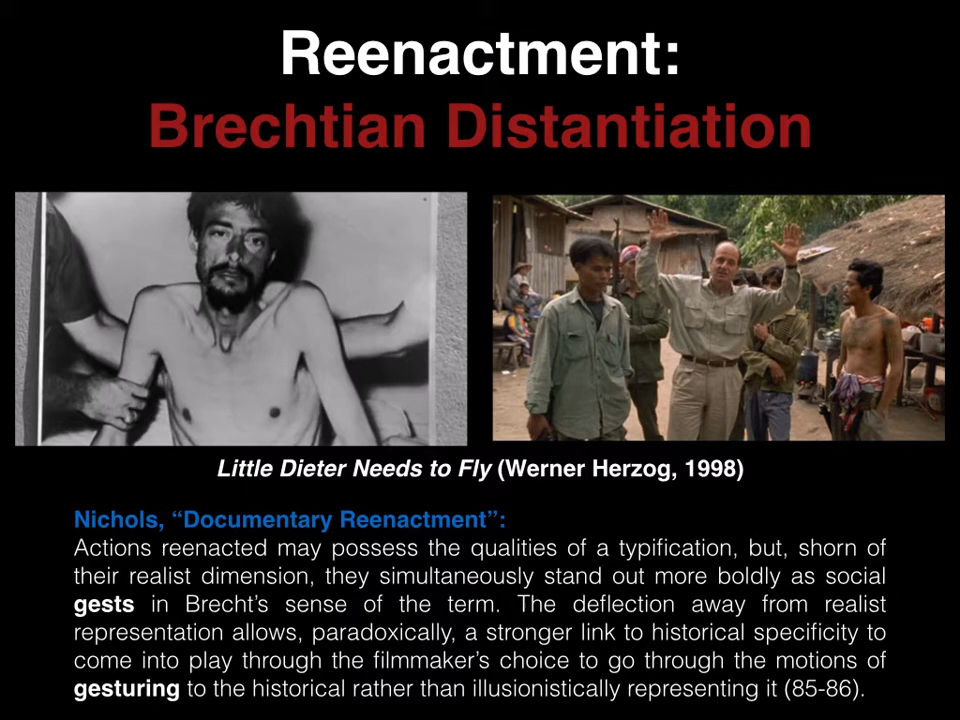 Reenactment:
Brechtian Distantiation
Little Dieter Needs to Fly (Werner Herzog, 1998)
Nichols, “Documentary Reenactment”:
Actions reenacted may possess the qualities of a typification, but, shorn of
their realist dimension, they simultaneously stand out more boldly as social
gests in Brecht’s sense of the term. The deflection away from realist
representation allows, paradoxically, a stronger link to historical specificity to
come into play through the filmmaker’s choice to go through the motions of
gesturing to the historical rather than illusionistically representing it (85-86).